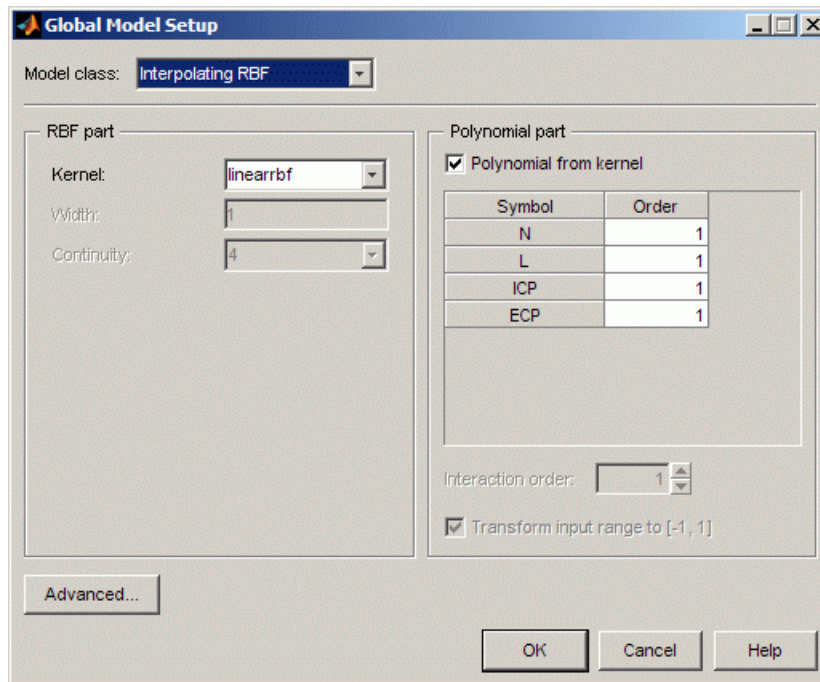 Global Model Setup
Model class: Interpolating RBF
RBF part
Kernel: linearrbf
Width: 1
Continuity: 4
Polynomial part
Polynomial from kernel
Symbol Order
N 1
L 1
ICP 1
ECP 1
Interaction order: 1
Transform input range to [-1, 1]
Advanced...
OK Cancel Help